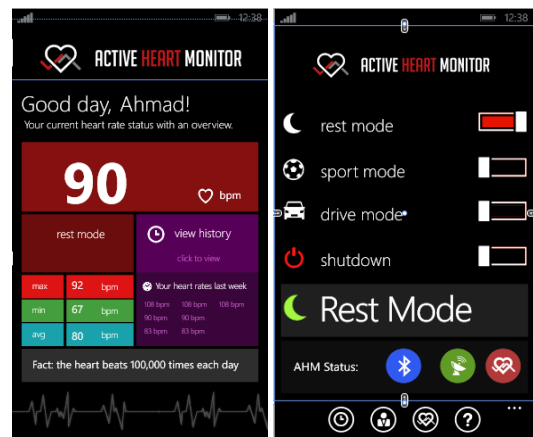 12:38
ACTIVE HEART MONITOR
Good day, Ahmad!
Your current heart rate status with an overview.
90
bpm
rest mode
view history
click to view
max 92 bpm
min 67 bpm
avg 80 bpm
Your heart rates last week
108 bpm 108 bpm 108 bpm
90 bpm 90 bpm
83 bpm 83 bpm
Fact: the heart beats 100,000 times each day
12:38
ACTIVE HEART MONITOR
rest mode
sport mode
drive mode
shutdown
Rest Mode
AHM Status:
?
...